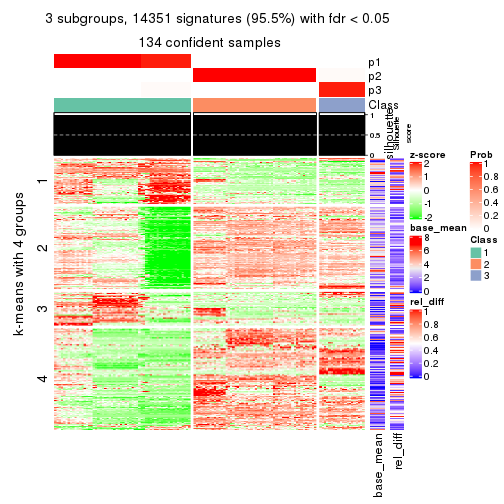 3 subgroups, 14351 signatures (95.5%) with fdr < 0.05
134 confident samples
p1
p2
p3
Class
1
0.5
0
silhouette
Silhouette
score
k-means with 4 groups
1
2
3
4
base_mean
rel_diff
z-score
2
1
0
-1
-2
base_mean
8
6
4
2
0
rel_diff
1
0.8
0.6
0.4
0.2
0
Prob
1
0.8
0.6
0.4
0.2
0
Class
1
2
3